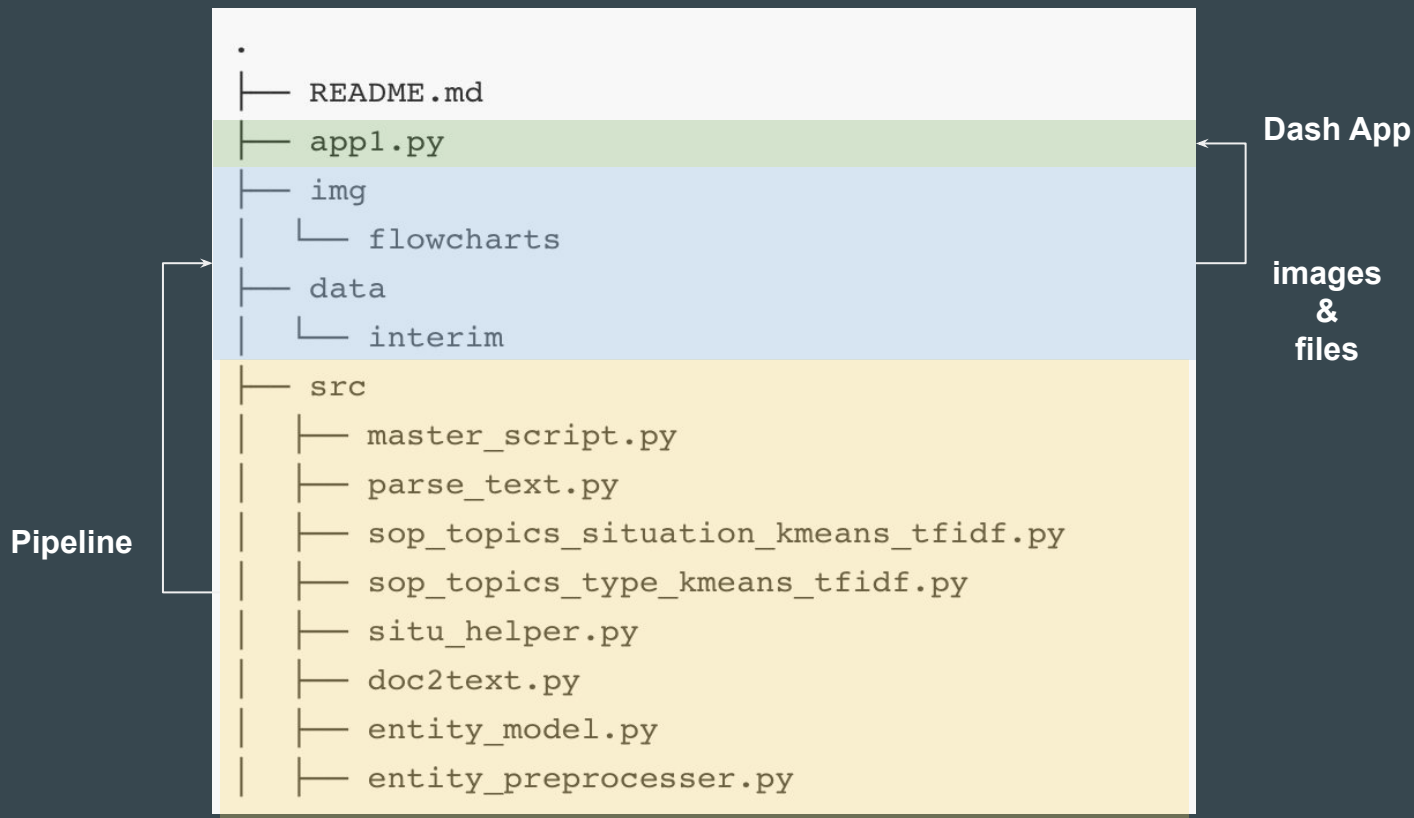 .
├── README.md
├── app1.py
├── img
│   └── flowcharts
├── data
│   └── interim
├── src
│   ├── master_script.py
│   ├── parse_text.py
│   ├── sop_topics_situation_kmeans_tfidf.py
│   ├── sop_topics_type_kmeans_tfidf.py
│   ├── situ_helper.py
│   ├── doc2text.py
│   ├── entity_model.py
│   ├── entity_preprocesser.py
Pipeline
Dash App
images
&
files